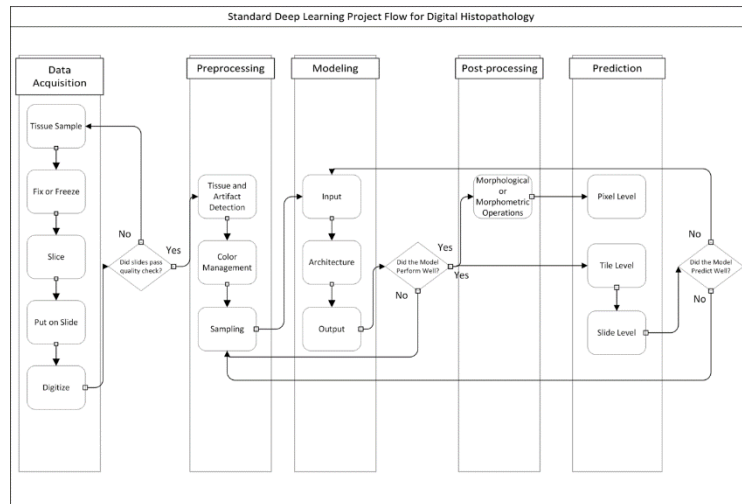 Standard Deep Learning Project Flow for Digital Histopathology
Data
Acquisition
Tissue Sample
Fix or Freeze
Slice
Put on Slide
Digitize
No
Did slides pass
quality check?
Yes
Preprocessing
Tissue and
Artifact
Detection
Color
Management
Sampling
Modeling
Input
Architecture
Output
Did the Model
Perform Well?
Yes
Yes
No
Post-processing
Morphological
or
Morphometric
Operations
Prediction
Pixel Level
Tile Level
Slide Level
No
Did the Model
Predict Well?
No